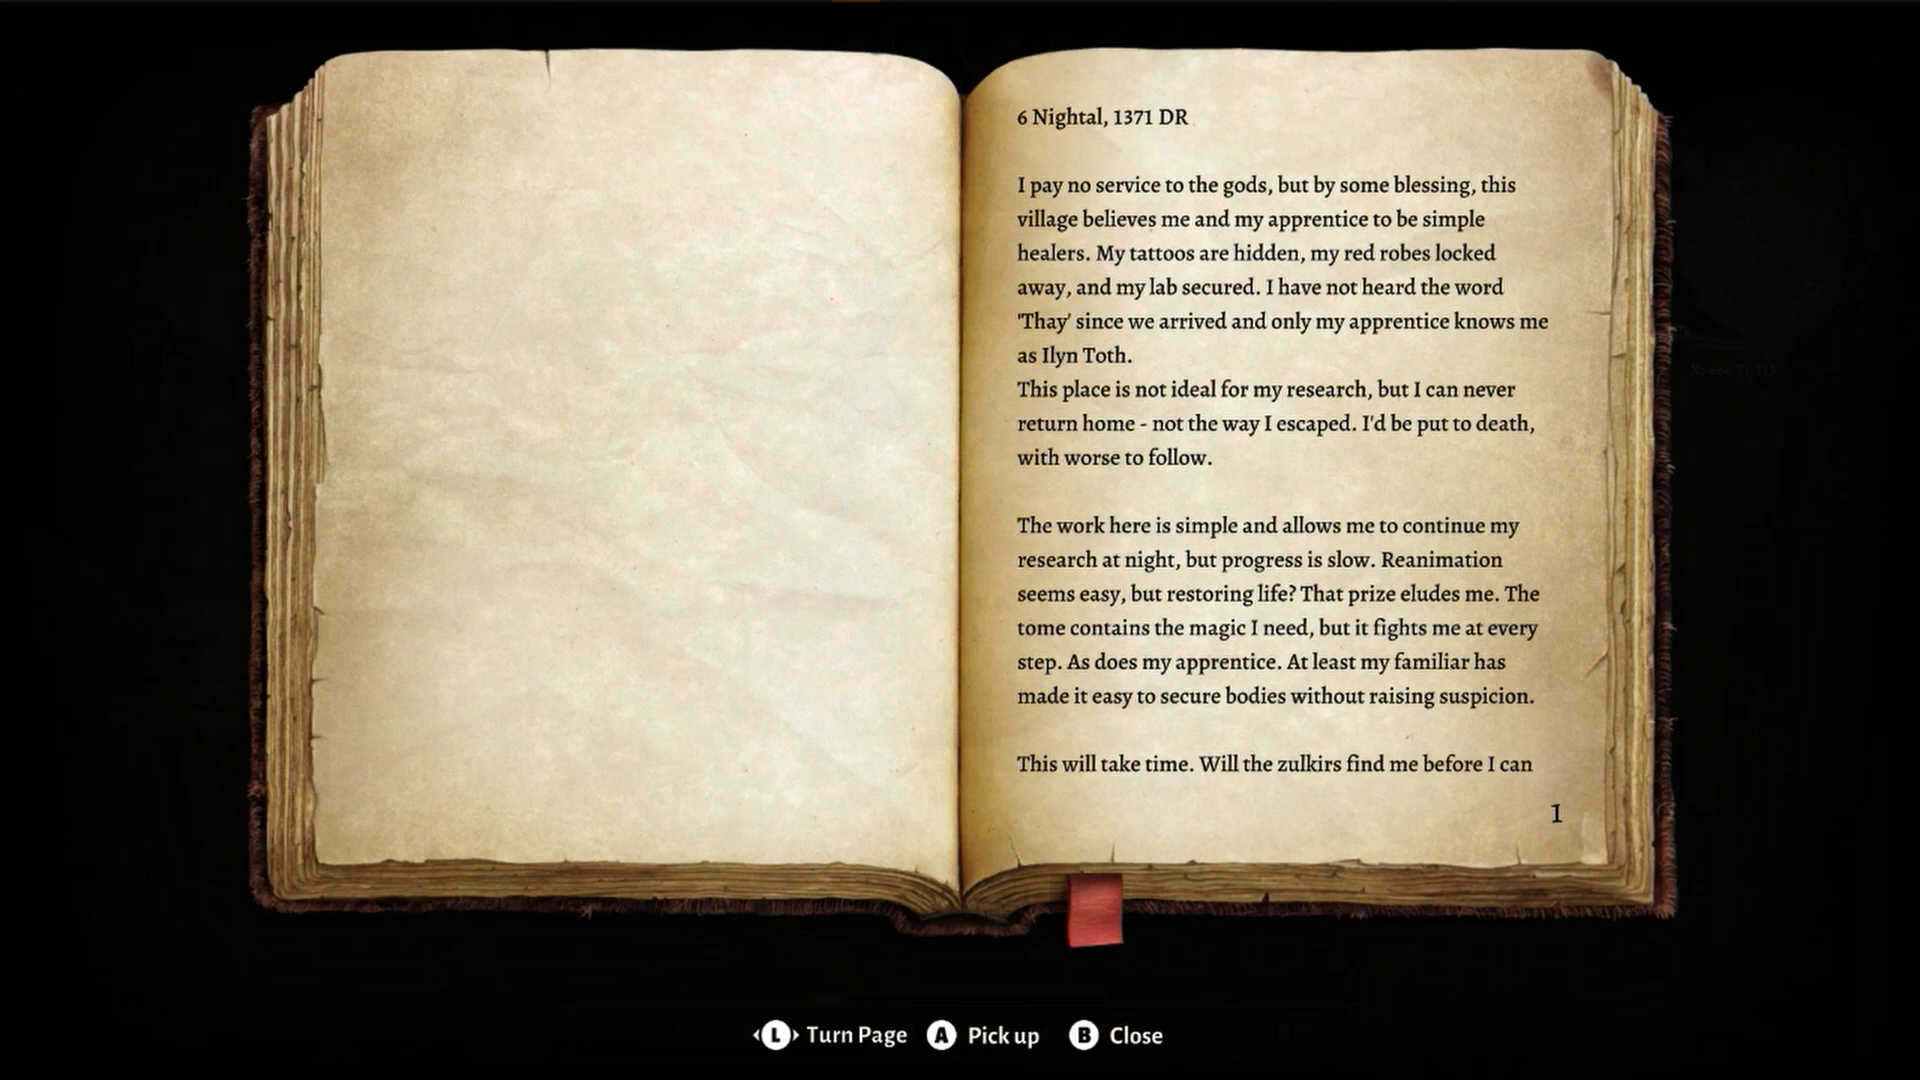 6 Nightal, 1371 DR
I pay no service to the gods, but by some blessing, this
village believes me and my apprentice to be simple
healers. My tattoos are hidden, my red robes locked
away, and my lab secured. I have not heard the word
'Thay' since we arrived and only my apprentice knows me
as Ilyn Toth.
This place is not ideal for my research, but I can never
return home - not the way I escaped. I'd be put to death,
with worse to follow.
The work here is simple and allows me to continue my
research at night, but progress is slow. Reanimation
seems easy, but restoring life? That prize eludes me. The
tome contains the magic I need, but it fights me at every
step. As does my apprentice. At least my familiar has
made it easy to secure bodies without raising suspicion.
This will take time. Will the zulkirs find me before I can
1
L Turn Page A Pick up B Close